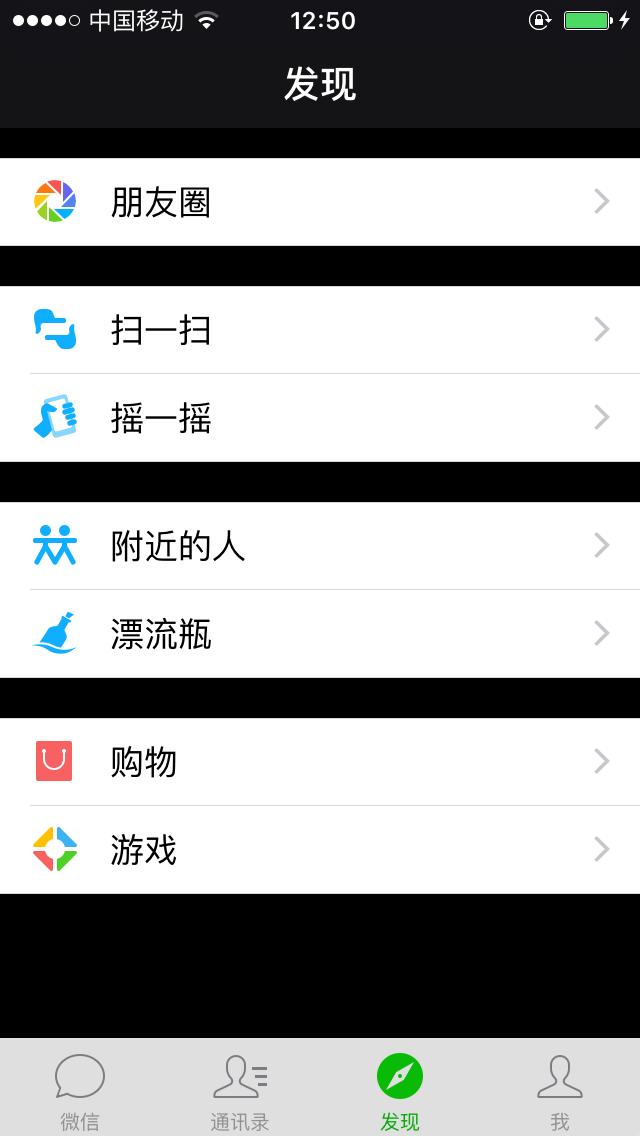 中国移动 12:50
发现
朋友圈
扫一扫
摇一摇
附近的人
漂流瓶
购物
游戏
微信 通讯录 发现 我